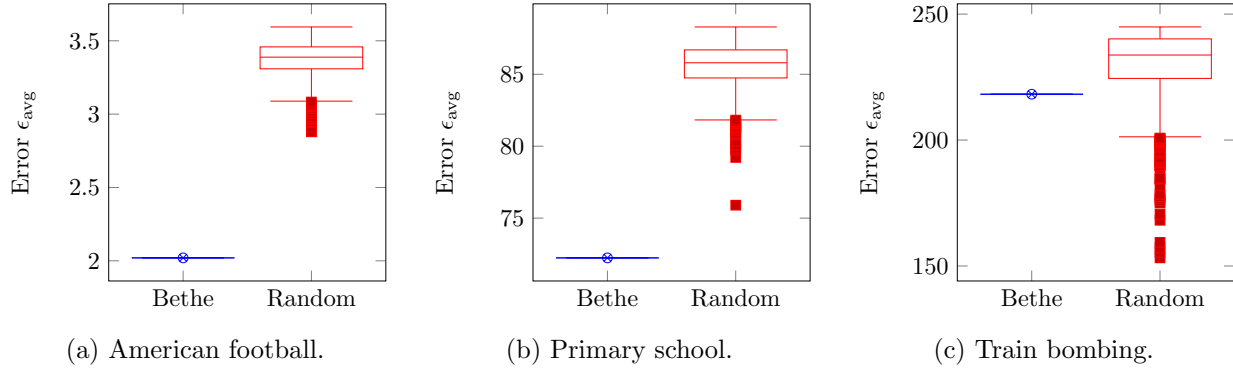 3.5
3
2.5
2
Error ϵavg
Bethe Random
(a) American football.
85
80
75
Error ϵavg
Bethe Random
(b) Primary school.
250
200
150
Error ϵavg
Bethe Random
(c) Train bombing.